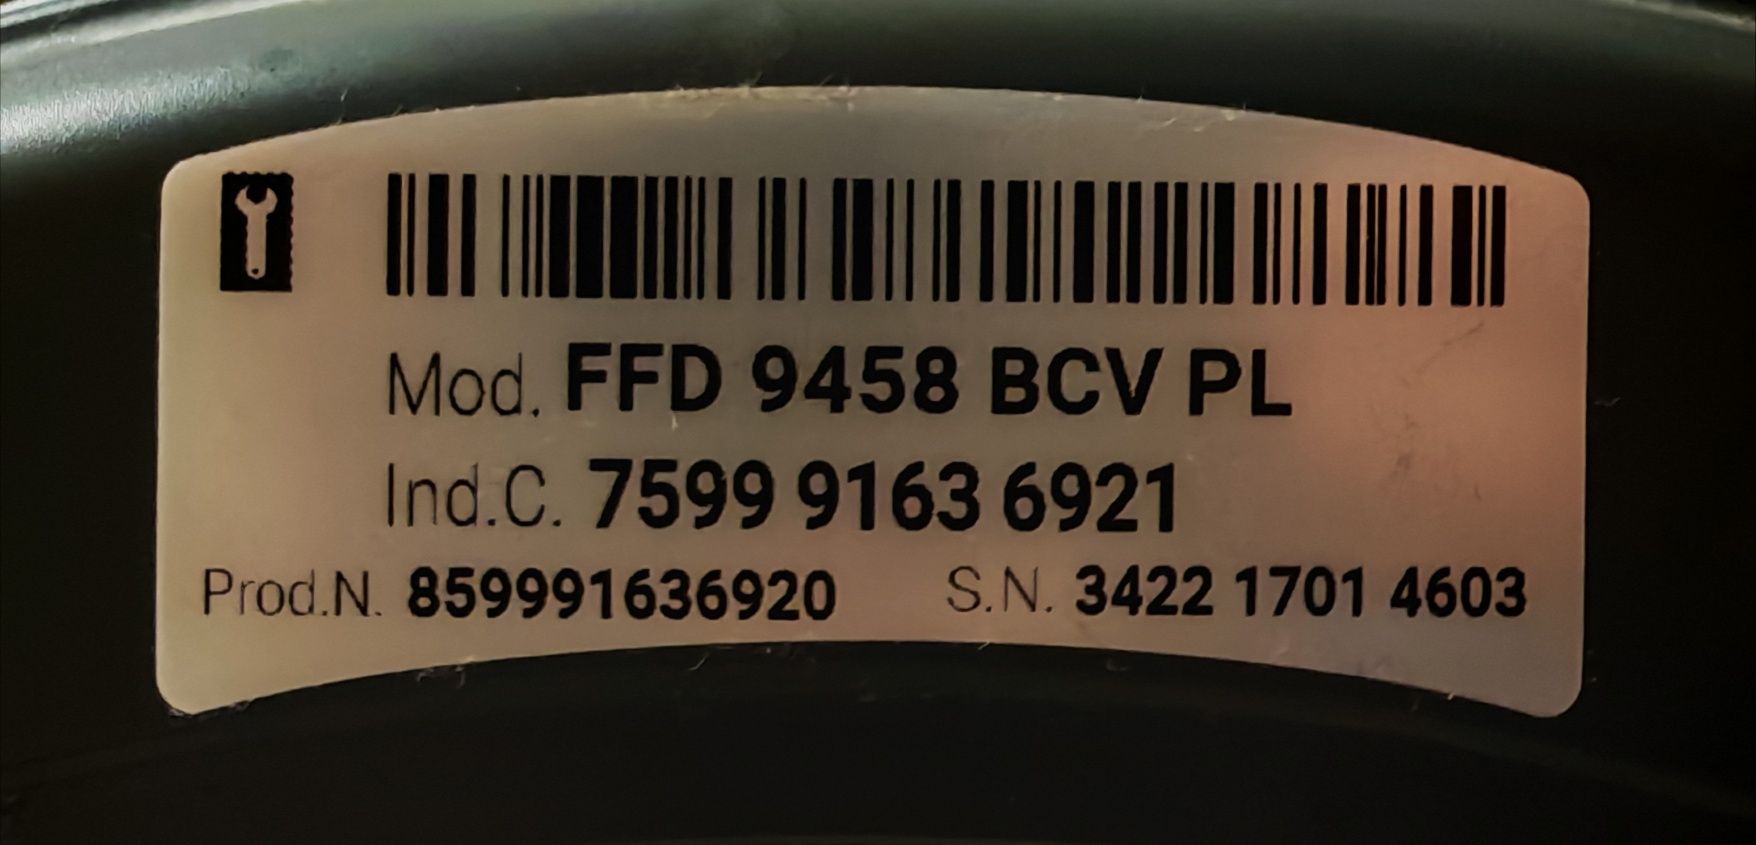 Mod. FFD 9458 BCV PL
Ind.C. 7599 9163 6921
Prod.N. 859991636920 S.N. 3422 1701 4603